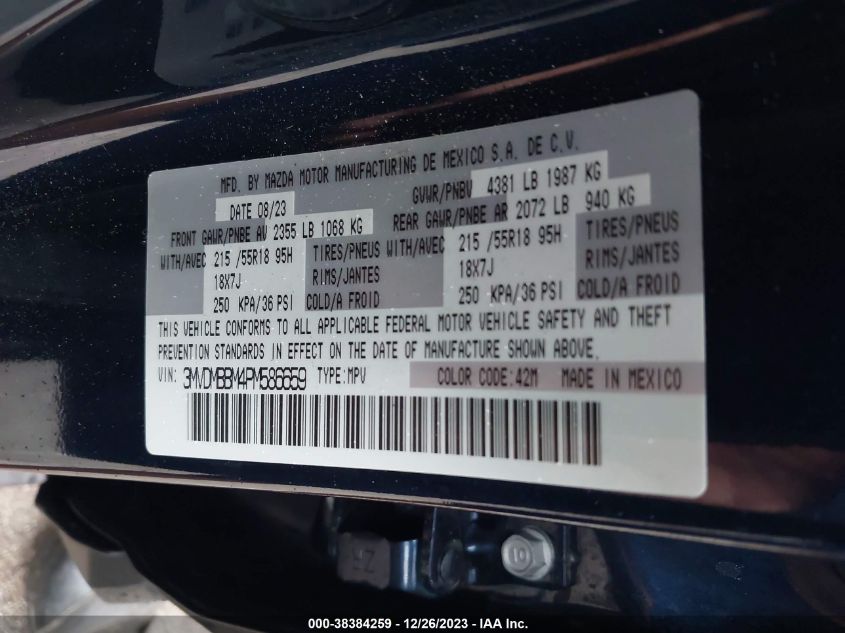 MFD. BY MAZDA MOTOR MANUFACTURING DE MEXICO S.A. DE C.V.
DATE 08/23 GVWR/PNBV 4381 LB 1987 KG
FRONT GAWR/PNBE AV 2355 LB 1068 KG REAR GAWR/PNBE AR 2072 LB 940 KG
WITH/AVEC 215 /55R18 95H TIRES/PNEUS WITH/AVEC 215 /55R18 95H TIRES/PNEUS
18X7J RIMS/JANTES 18X7J RIMS/JANTES
250 KPA/36 PSI COLD/A FROID 250 KPA/36 PSI COLD/A FROID
THIS VEHICLE CONFORMS TO ALL APPLICABLE FEDERAL MOTOR VEHICLE SAFETY AND THEFT
PREVENTION STANDARDS IN EFFECT ON THE DATE OF MANUFACTURE SHOWN ABOVE.
VIN: 3MVDMBBM4PM586659 TYPE:MPV COLOR CODE:42M MADE IN MEXICO
10
000-38384259 - 12/26/2023 - IAA Inc.